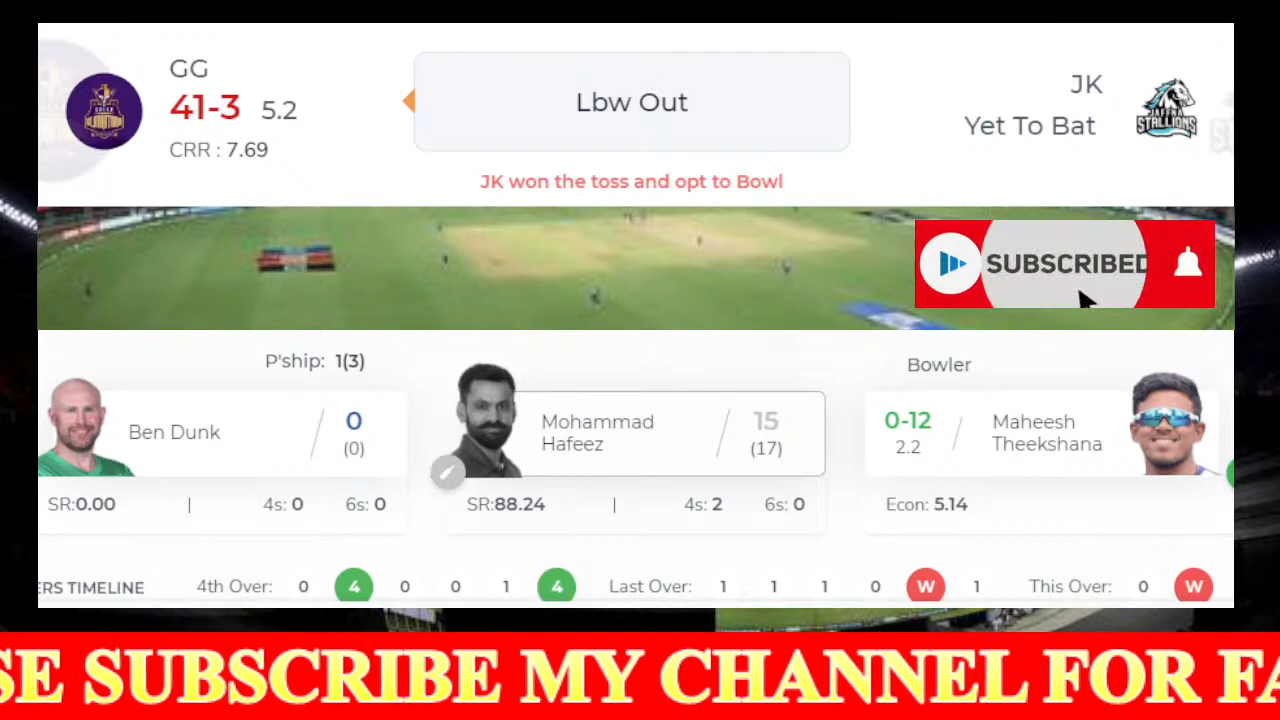 GG
41-3 5.2
CRR : 7.69
Lbw Out
JK won the toss and opt to Bowl
JK
Yet To Bat
JAFFNA
STALLIONS
SUBSCRIBED
P'ship: 1(3)
Ben Dunk
0
(0)
SR:0.00 | 4s: 0 6s: 0
Mohammad
Hafeez
15
(17)
SR:88.24 | 4s: 2 6s: 0
Bowler
0-12
2.2
Maheesh
Theekshana
Econ: 5.14
ERS TIMELINE 4th Over: 0 4 0 0 1 4 Last Over: 1 1 1 0 W 1 This Over: 0 W
SE SUBSCRIBE MY CHANNEL FOR FA